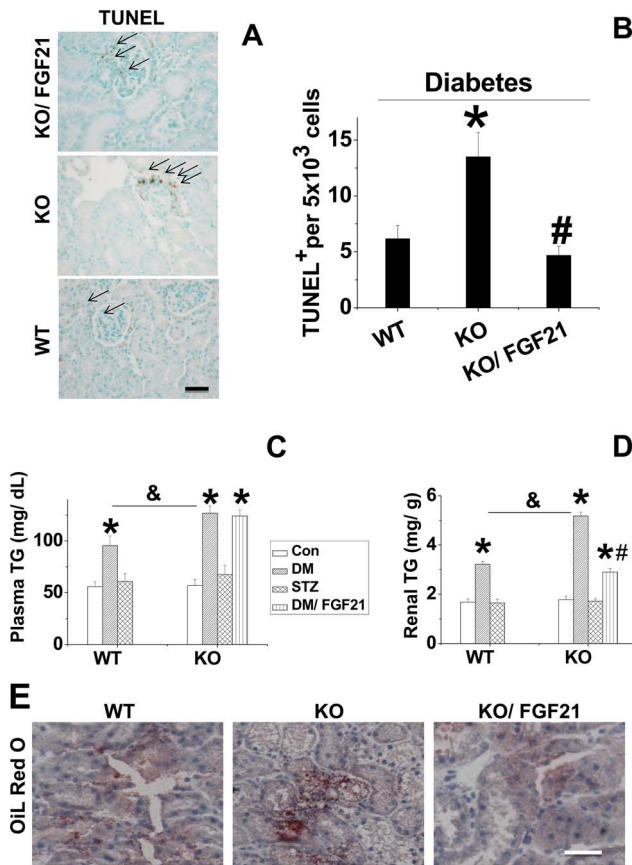 TUNEL
A
KO/ FGF21
KO
WT
B
Diabetes
TUNEL+ per 5x10³ cells
15
10
5
0
*
#
WT
KO
KO/ FGF21
C
Plasma TG (mg/ dL)
100
50
0
*
&
*
*
WT
KO
Con
DM
STZ
DM/ FGF21
D
Renal TG (mg/ g)
6
4
2
0
*
&
*
*#
WT
KO
E
WT
KO
KO/ FGF21
OiL Red O